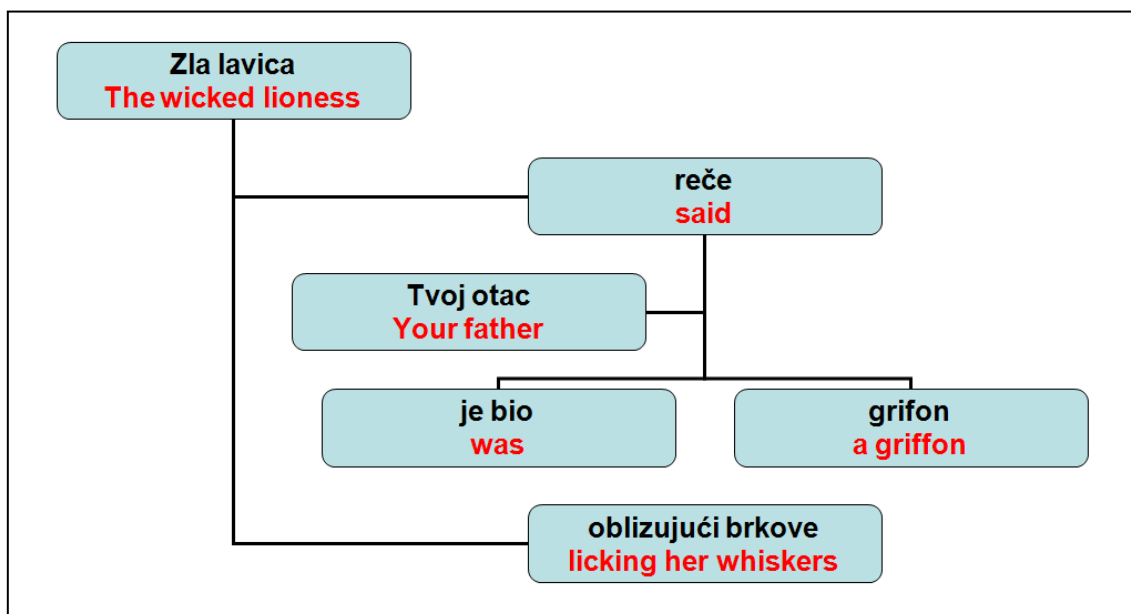 Zla lavica
The wicked lioness
reče
said
Tvoj otac
Your father
je bio
was
grifon
a griffon
oblizujući brkove
licking her whiskers